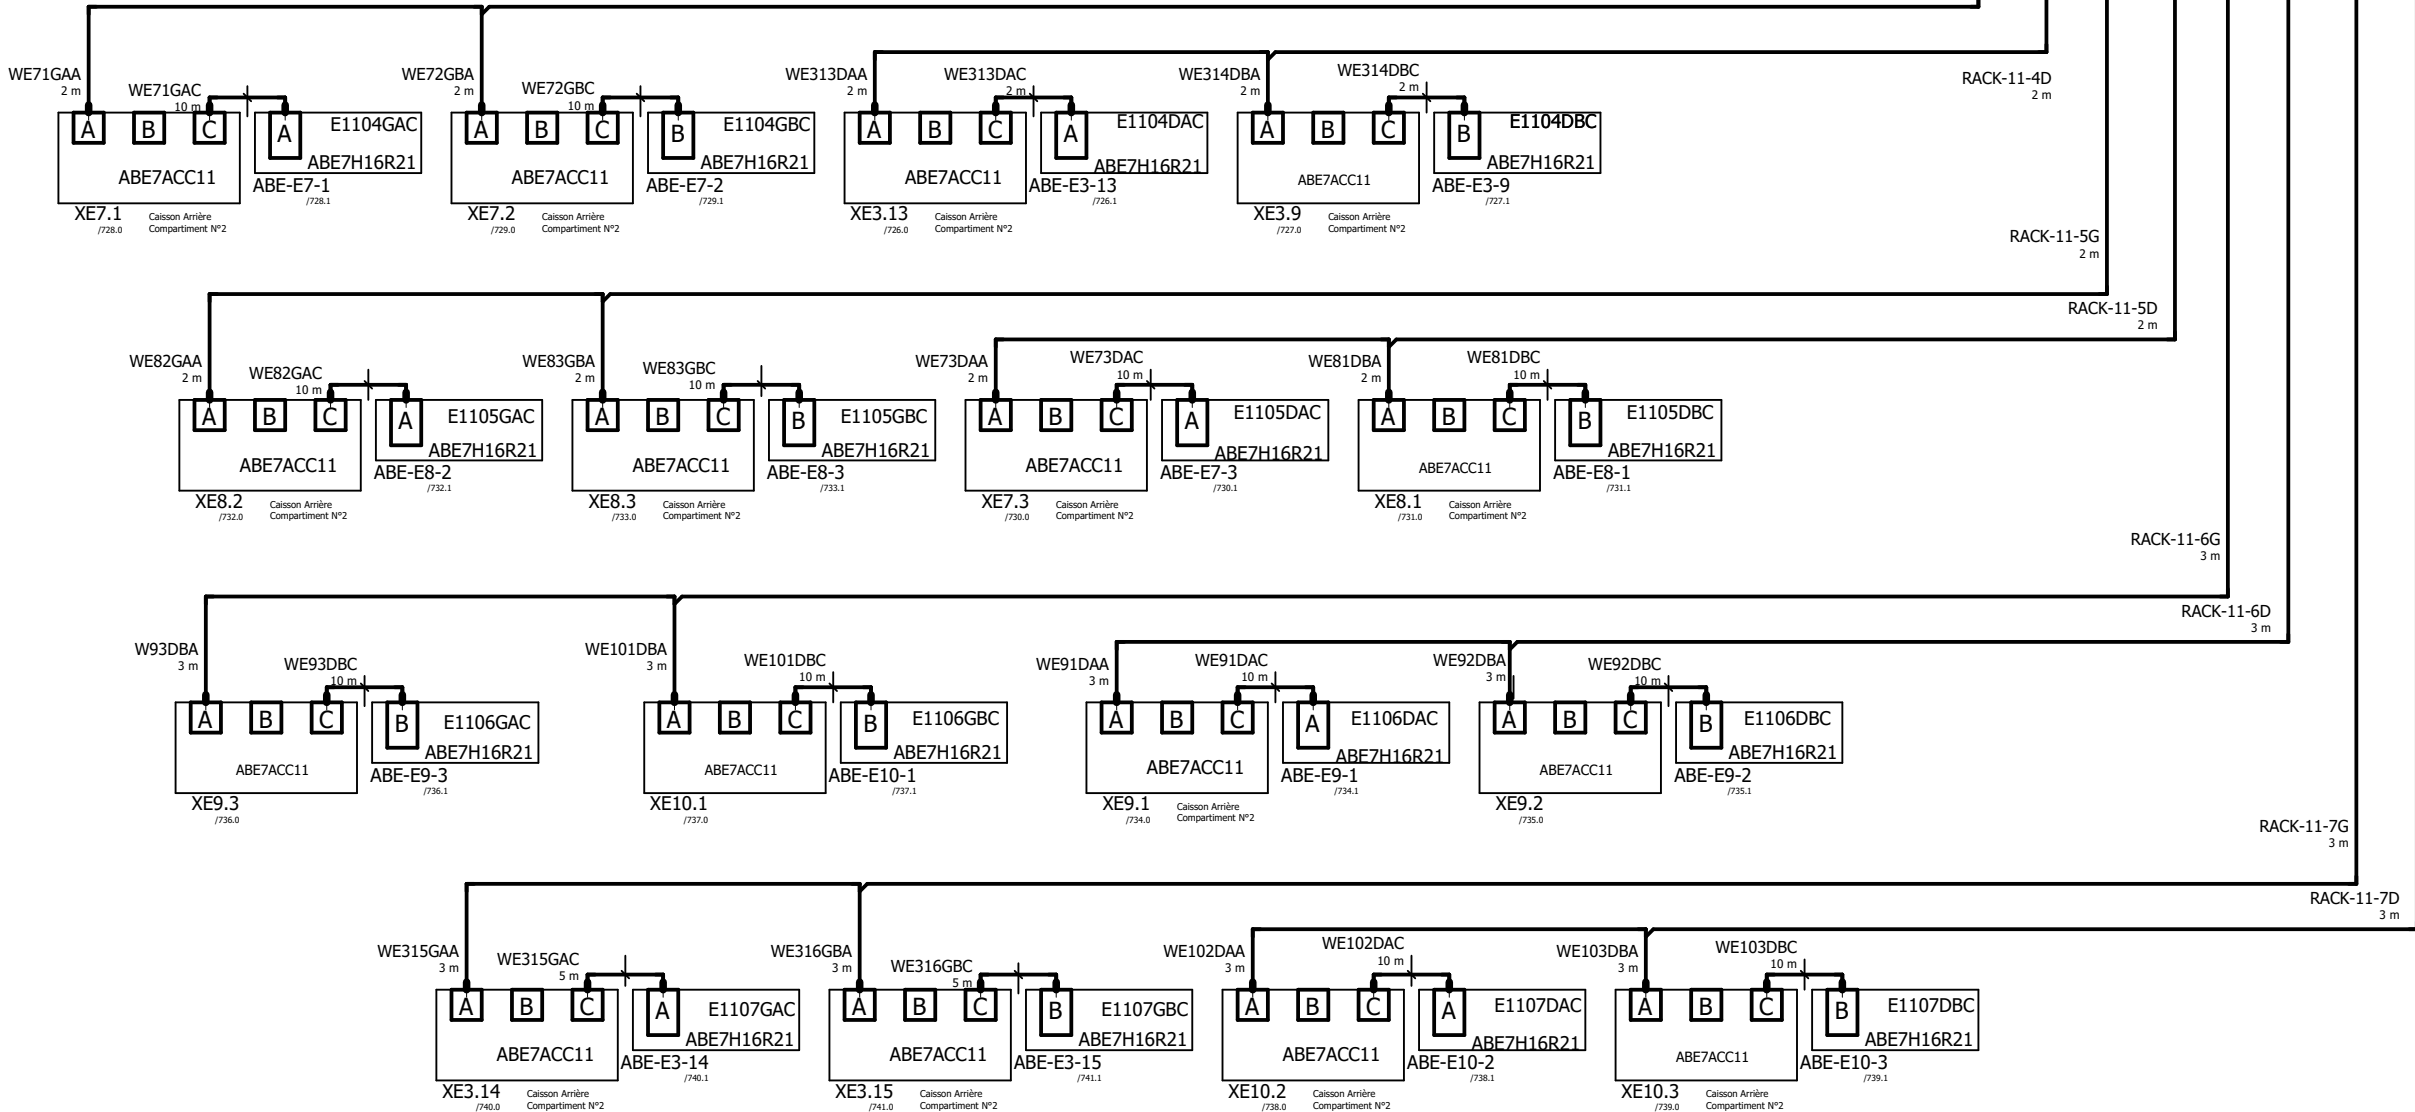 WE71GAA
2 m
WE71GAC
10 m
A
B
C
A
E1104GAC
ABE7H16R21
ABE7ACC11
ABE-E7-1
/728.1
XE7.1
/728.0
Caisson Arrière
Compartiment N°2
WE72GBA
2 m
WE72GBC
10 m
A
B
C
B
E1104GBC
ABE7H16R21
ABE7ACC11
ABE-E7-2
/729.1
XE7.2
/729.0
Caisson Arrière
Compartiment N°2
WE313DAA
2 m
WE313DAC
2 m
A
B
C
A
E1104DAC
ABE7H16R21
ABE7ACC11
ABE-E3-13
/726.1
XE3.13
/726.0
Caisson Arrière
Compartiment N°2
WE314DBA
2 m
WE314DBC
2 m
A
B
C
B
E1104DBC
ABE7H16R21
ABE7ACC11
ABE-E3-9
/727.1
XE3.9
/727.0
Caisson Arrière
Compartiment N°2
RACK-11-4D
2 m
RACK-11-5G
2 m
RACK-11-5D
2 m
WE82GAA
2 m
WE82GAC
10 m
A
B
C
A
E1105GAC
ABE7H16R21
ABE7ACC11
ABE-E8-2
/732.1
XE8.2
/732.0
Caisson Arrière
Compartiment N°2
WE83GBA
2 m
WE83GBC
10 m
A
B
C
B
E1105GBC
ABE7H16R21
ABE7ACC11
ABE-E8-3
/733.1
XE8.3
/733.0
Caisson Arrière
Compartiment N°2
WE73DAA
2 m
WE73DAC
10 m
A
B
C
A
E1105DAC
ABE7H16R21
ABE7ACC11
ABE-E7-3
/730.1
XE7.3
/730.0
Caisson Arrière
Compartiment N°2
WE81DBA
2 m
WE81DBC
10 m
A
B
C
B
E1105DBC
ABE7H16R21
ABE7ACC11
ABE-E8-1
/731.1
XE8.1
/731.0
Caisson Arrière
Compartiment N°2
RACK-11-6G
3 m
RACK-11-6D
3 m
W93DBA
3 m
WE93DBC
10 m
A
B
C
B
E1106GAC
ABE7H16R21
ABE7ACC11
ABE-E9-3
/736.1
XE9.3
/736.0
WE101DBA
3 m
WE101DBC
10 m
A
B
C
B
E1106GBC
ABE7H16R21
ABE7ACC11
ABE-E10-1
/737.1
XE10.1
/737.0
WE91DAA
3 m
WE91DAC
10 m
A
B
C
A
E1106DAC
ABE7H16R21
ABE7ACC11
ABE-E9-1
/734.1
XE9.1
/734.0
Caisson Arrière
Compartiment N°2
WE92DBA
3 m
WE92DBC
10 m
A
B
C
B
E1106DBC
ABE7H16R21
ABE7ACC11
ABE-E9-2
/735.1
XE9.2
/735.0
RACK-11-7G
3 m
RACK-11-7D
3 m
WE315GAA
3 m
WE315GAC
5 m
A
B
C
A
E1107GAC
ABE7H16R21
ABE7ACC11
ABE-E3-14
/740.1
XE3.14
/740.0
Caisson Arrière
Compartiment N°2
WE316GBA
3 m
WE316GBC
5 m
A
B
C
B
E1107GBC
ABE7H16R21
ABE7ACC11
ABE-E3-15
/741.1
XE3.15
/741.0
Caisson Arrière
Compartiment N°2
WE102DAA
3 m
WE102DAC
10 m
A
B
C
A
E1107DAC
ABE7H16R21
ABE7ACC11
ABE-E10-2
/738.1
XE10.2
/738.0
Caisson Arrière
Compartiment N°2
WE103DBA
3 m
WE103DBC
10 m
A
B
C
B
E1107DBC
ABE7H16R21
ABE7ACC11
ABE-E10-3
/739.1
XE10.3
/739.0
Caisson Arrière
Compartiment N°2